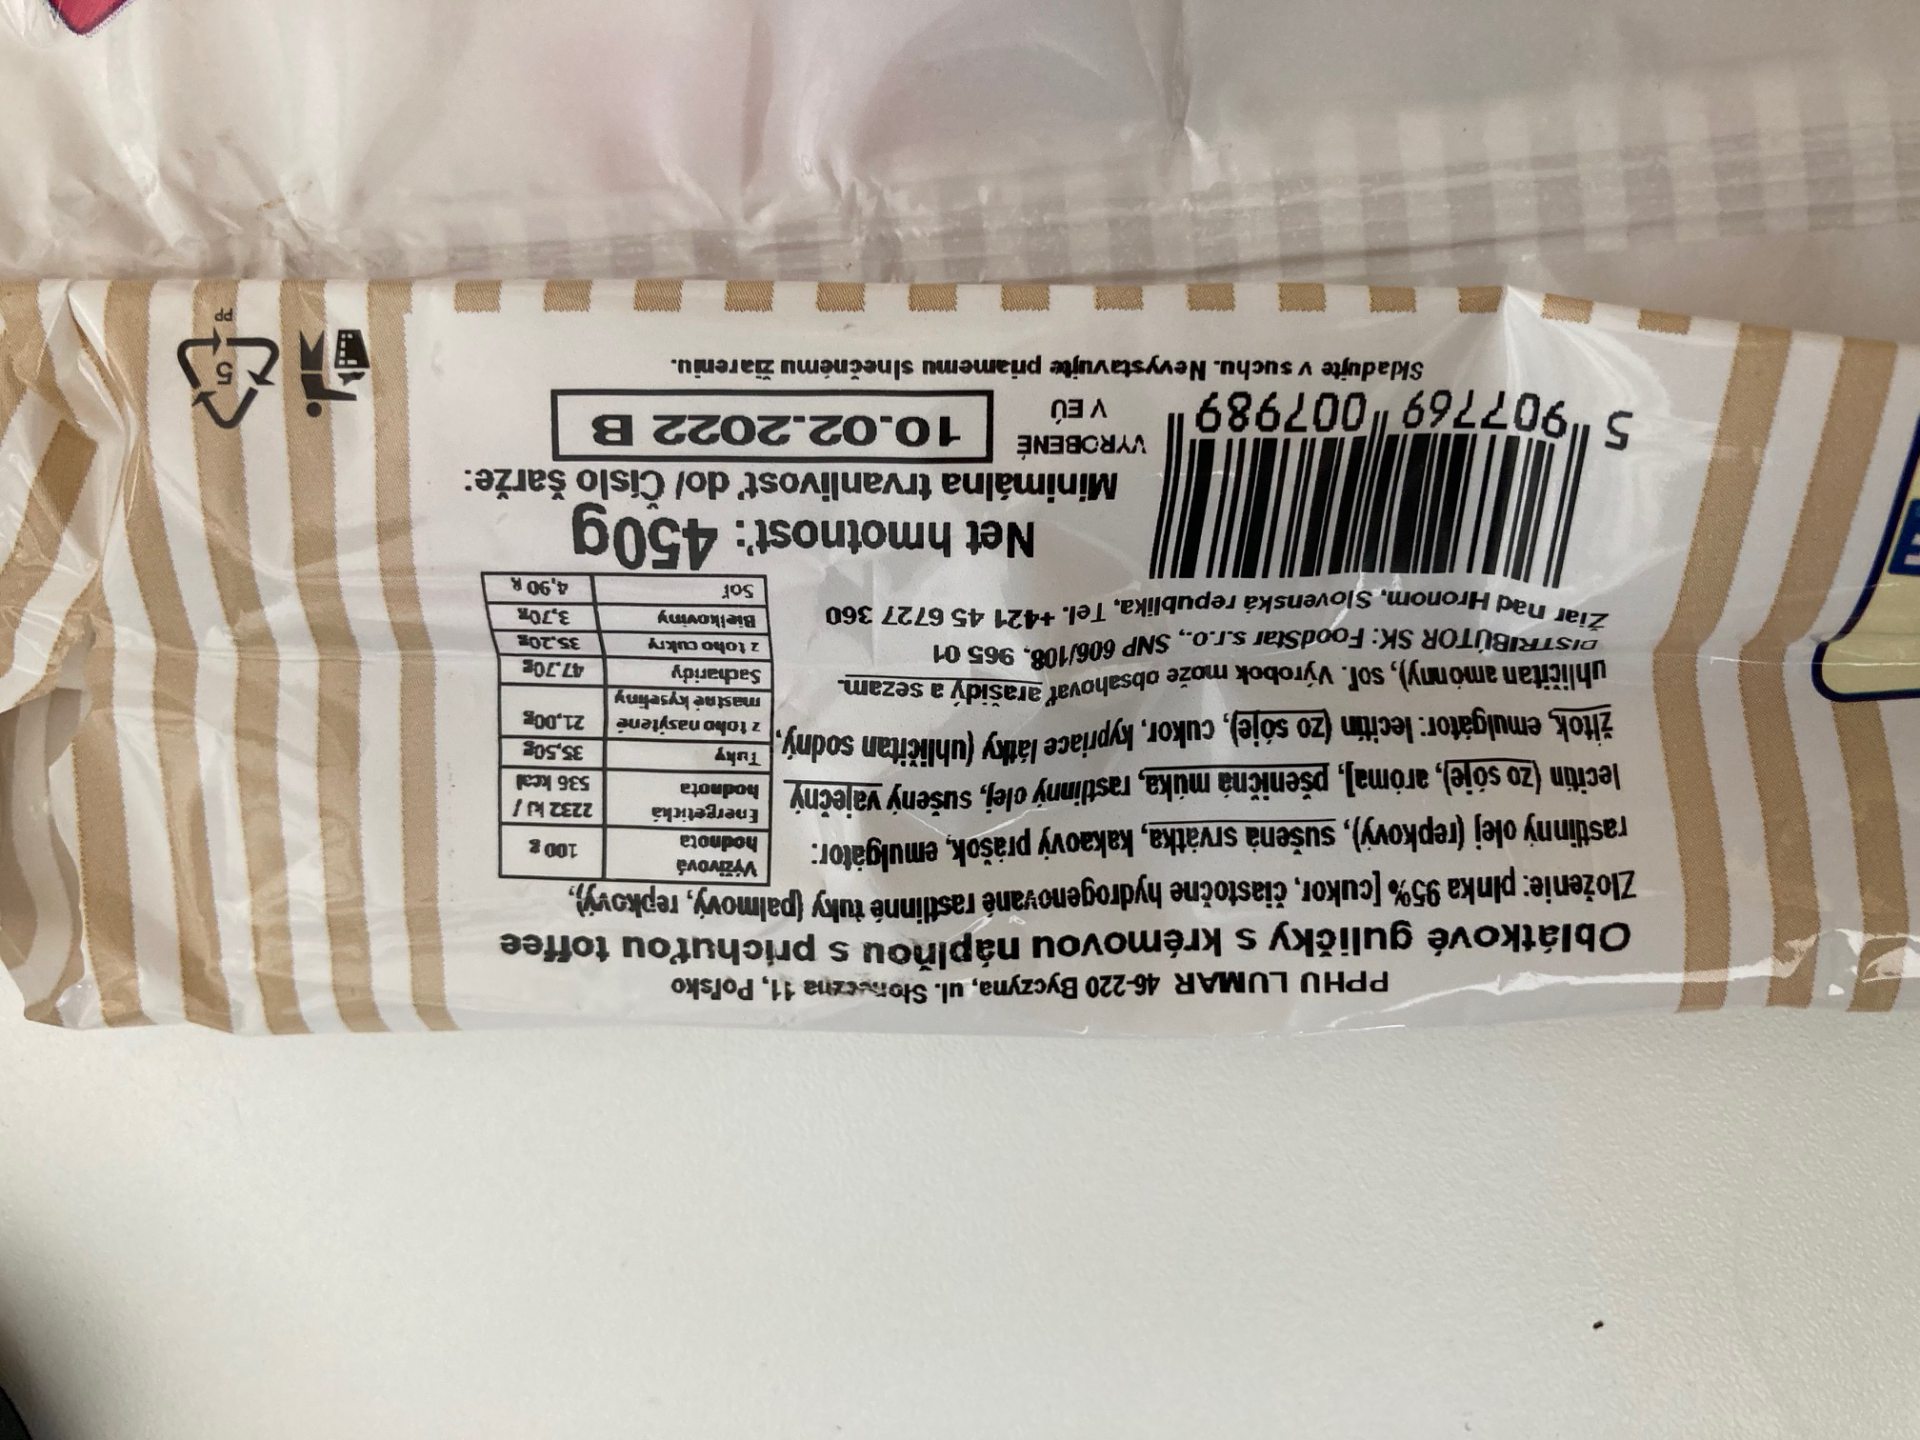 PPHU LUMAR 46-220 Byczyna, ul. Słoneczna 11, Poľsko
Oblátkové guličky s krémovou náplňou s príchuťou toffee
Zloženie: plnka 95% [cukor, čiastočne hydrogenované rastlinné tuky (palmový, repkový),
rastlinný olej (repkový), sušená srvátka, kakaový prášok, emulgátor:
lecitín (zo sóje), aróma], pšeničná múka, rastlinný olej, sušený vaječný
žĺtok, emulgátor: lecitín (zo sóje), cukor, kypriace látky (uhličitan sodný,
uhličitan amónny), soľ. Výrobok može obsahovať arašidy a sezam.
DISTRIBÚTOR SK: FoodStar s.r.o., SNP 606/108, 965 01
Žiar nad Hronom, Slovenská republika, Tel. +421 45 6727 360
Výživová hodnota 100 g
Energetická hodnota 2232 kJ / 536 kcal
Tuky 35,50g
z toho nasýtené mastné kyseliny 21,00g
Sacharidy 47,70g
z toho cukry 35,20g
Bielkoviny 3,70g
Soľ 4,90 g
Net hmotnosť: 450g
Minimálna trvanlivosť do/ Číslo šarže:
10.02.2022 B
VYROBENÉ
V EÚ
5 907769 007989
Skladujte v suchu. Nevystavujte priamemu slnečnému žiareniu.
5
PP